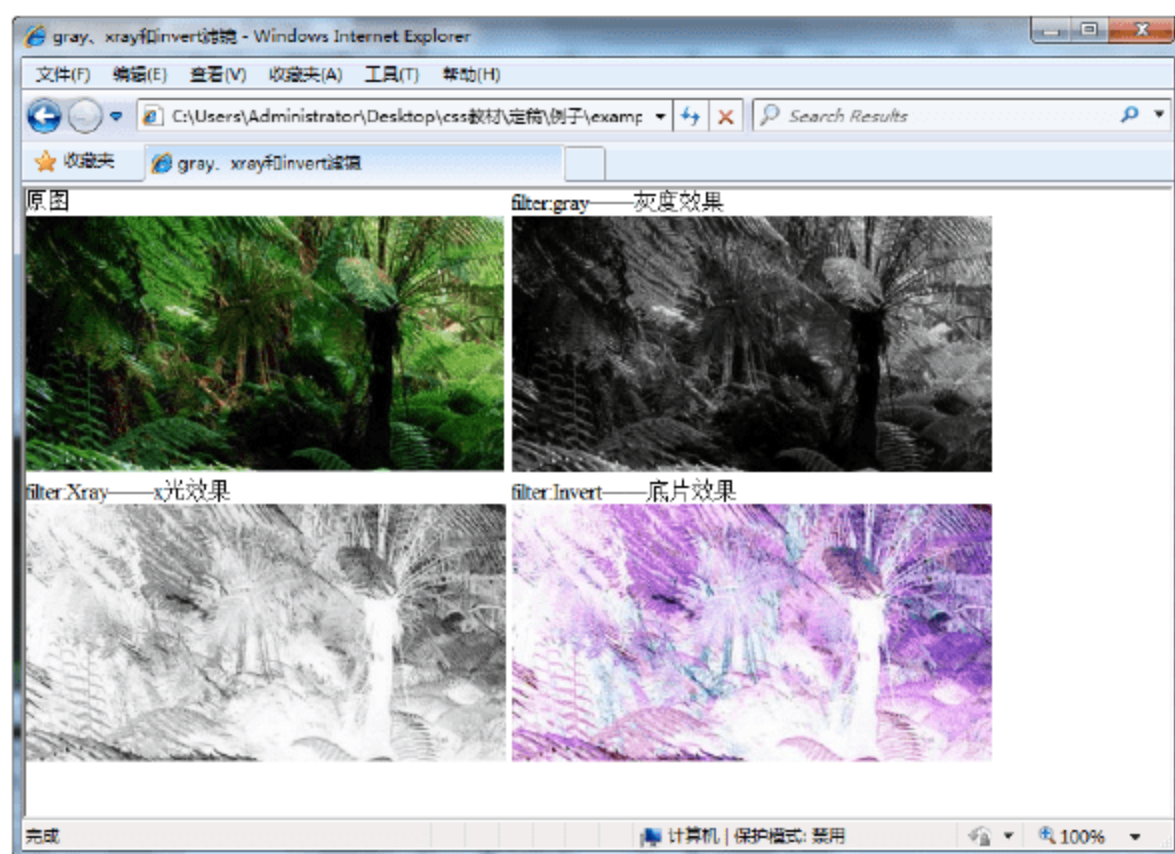 gray、xray和invert滤镜 - Windows Internet Explorer
文件(F) 编辑(E) 查看(V) 收藏夹(A) 工具(T) 帮助(H)
C:\Users\Administrator\Desktop\css教材\定稿\例子\examp
Search Results
收藏夹
gray、xray和invert滤镜
原图
filter:gray——灰度效果
filter:Xray——x光效果
filter:Invert——底片效果
完成
计算机 | 保护模式: 禁用
100%